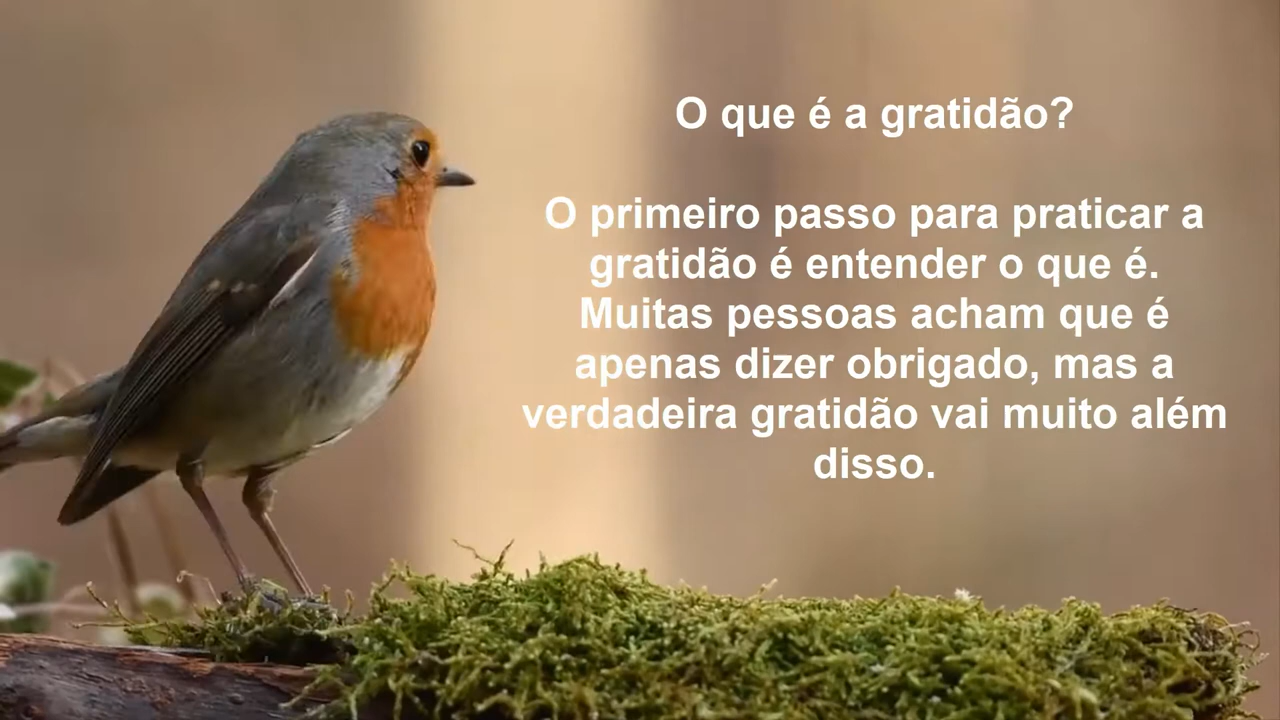 O que é a gratidão?
O primeiro passo para praticar a
gratidão é entender o que é.
Muitas pessoas acham que é
apenas dizer obrigado, mas a
verdadeira gratidão vai muito além
disso.